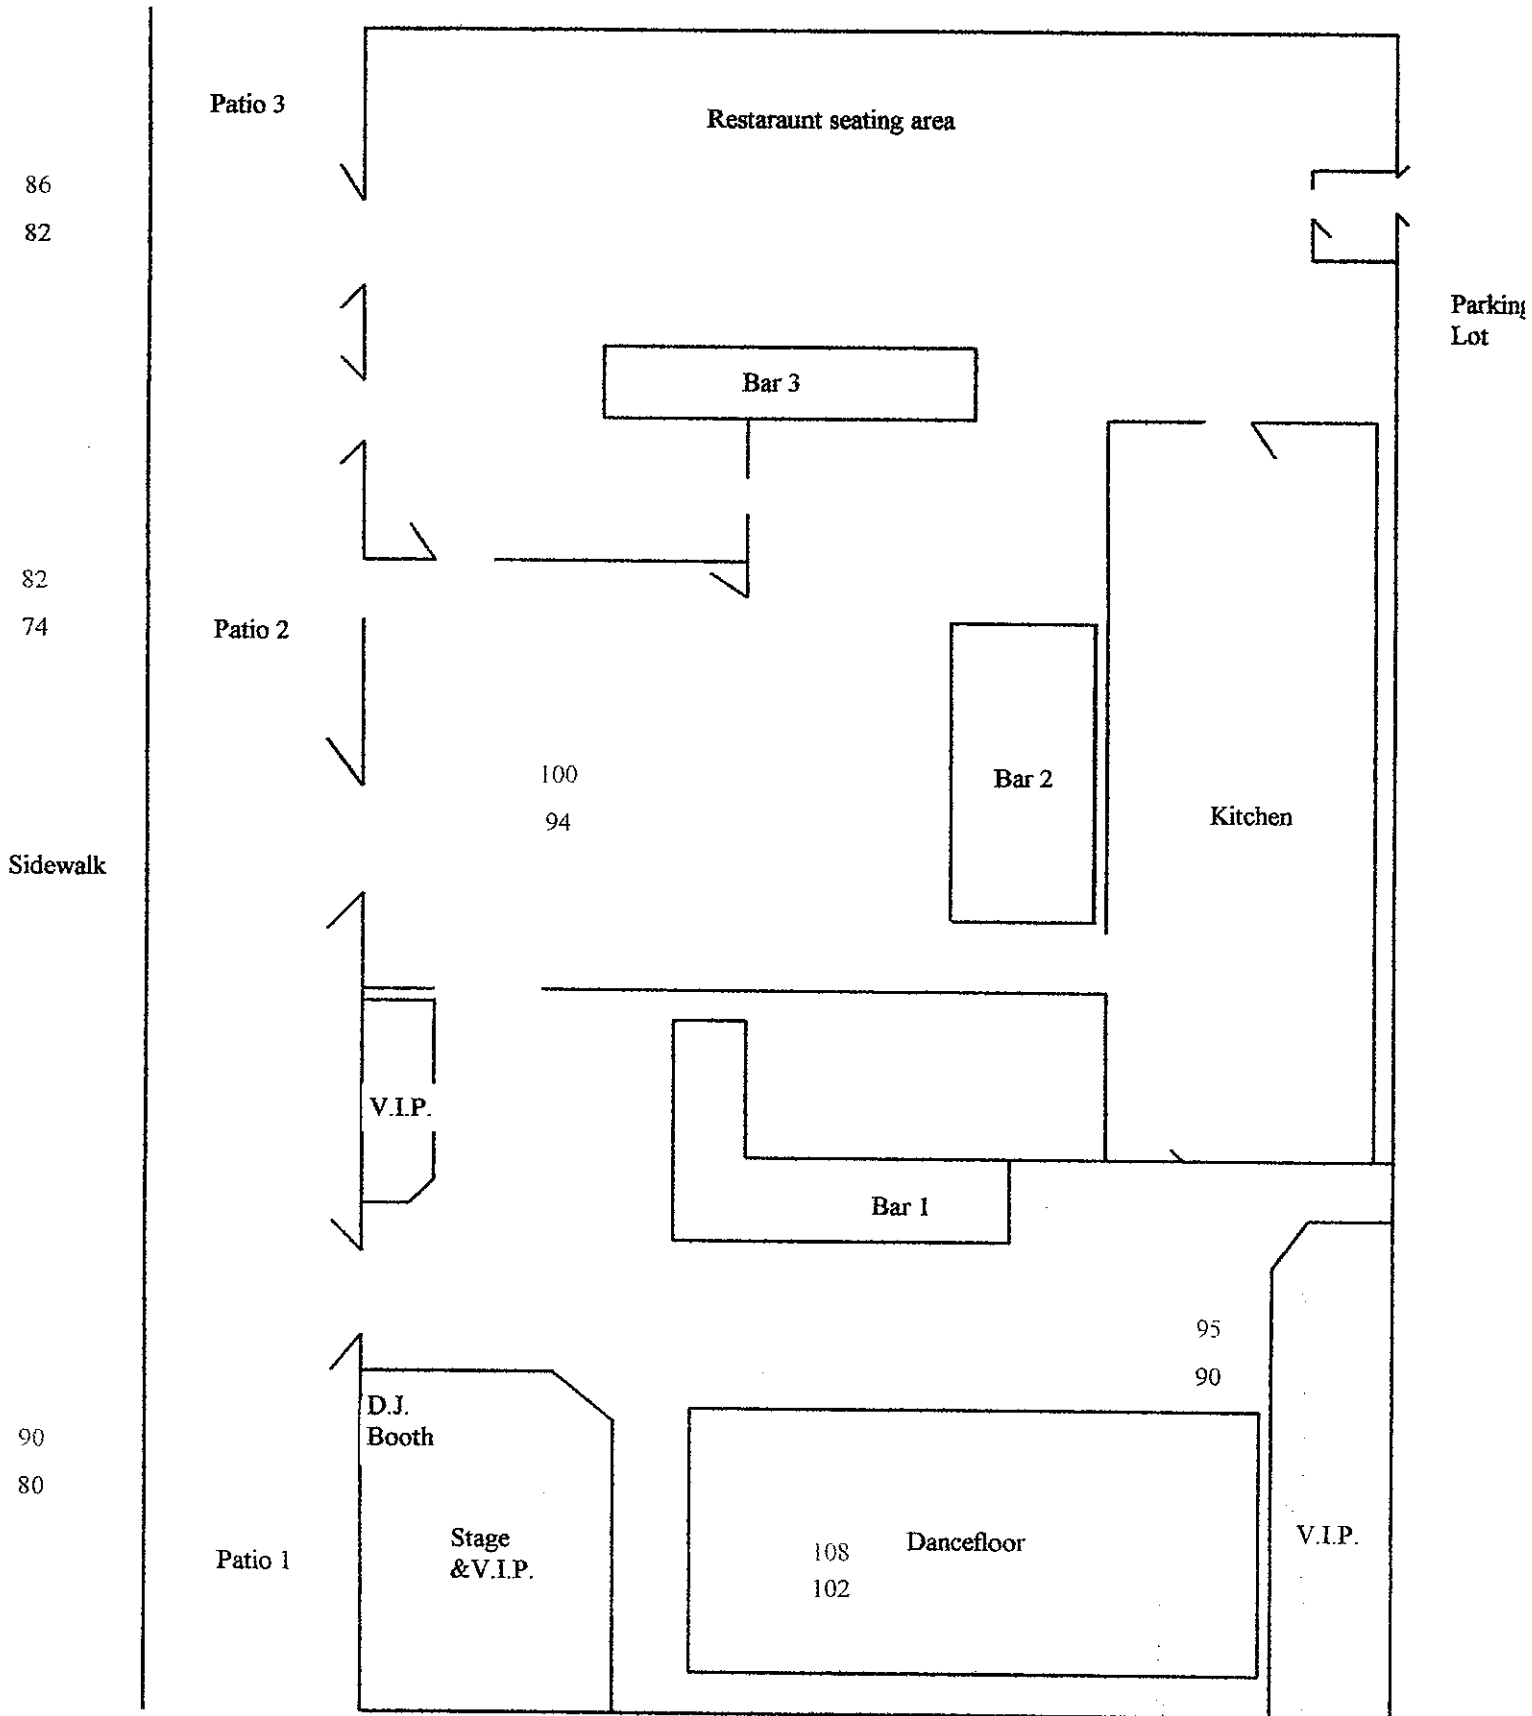 Patio 3
Restaraunt seating area
86
82
Parking
Lot
Bar 3
82
74
Patio 2
100
94
Bar 2
Kitchen
Sidewalk
V.I.P.
Bar 1
95
90
D.J.
Booth
90
80
Stage
&V.I.P.
Patio 1
108
102
Dancefloor
V.I.P.